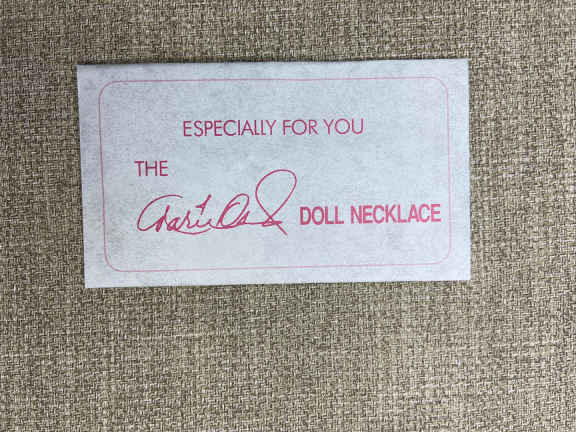 ESPECIALLY FOR YOU
THE
DOLL NECKLACE